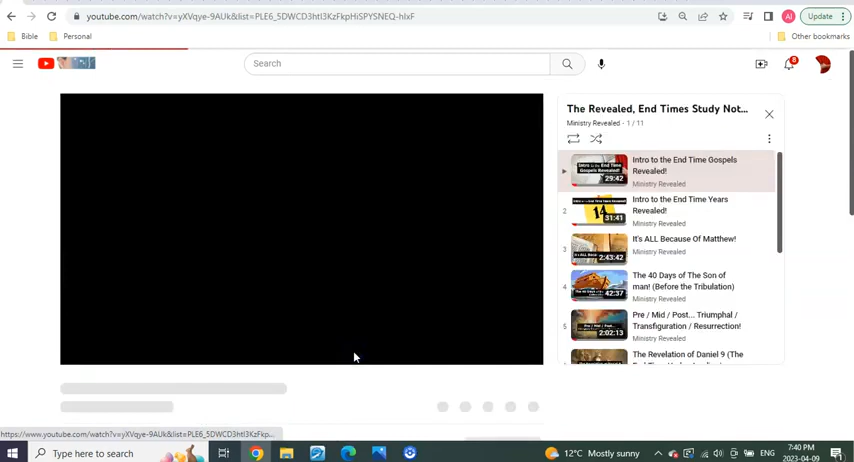 youtube.com/watch?v=yXVqye-9AUk&list=PLE6_5DWCD3htI3KzFkpHiSPYSNEQ-hlxF
AI
Update
Bible
Personal
Other bookmarks
Search
8
The Revealed, End Times Study Not...
Ministry Revealed - 1 / 11
Intro to the End Time Gospels
Revealed!
Ministry Revealed
29:42
2
Intro to the End Time Years
Revealed!
Ministry Revealed
14
31:41
3
It's ALL Because Of Matthew!
Ministry Revealed
2:43:42
4
The 40 Days of The Son of
man! (Before the Tribulation)
Ministry Revealed
42:37
5
Pre / Mid / Post... Triumphal /
Transfiguration / Resurrection!
Ministry Revealed
2:02:13
The Revelation of Daniel 9 (The
https://www.youtube.com/watch?v=yXVqye-9AUk&list=PLE6_5DWCD3htI3KzFkp...
Type here to search
12°C Mostly sunny
ENG
7:40 PM
2023-04-09